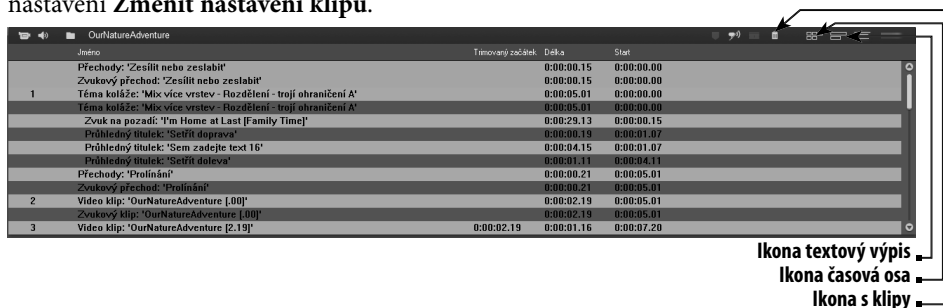 nastavení Změnit nastavení klipu.
OurNatureAdventure
Jméno Trimovaný začátek Délka Start
Přechody: 'Zesílit nebo zeslabit' 0:00:00.15 0:00:00.00
Zvukový přechod: 'Zesílit nebo zeslabit' 0:00:00.15 0:00:00.00
1 Téma koláže: 'Mix více vrstev - Rozdělení - trojí ohraničení A' 0:00:05.01 0:00:00.00
Téma koláže: 'Mix více vrstev - Rozdělení - trojí ohraničení A' 0:00:05.01 0:00:00.00
Zvuk na pozadí: 'I'm Home at Last [Family Time]' 0:00:29.13 0:00:00.15
Průhledný titulek: 'Setřít doprava' 0:00:00.19 0:00:01.07
Průhledný titulek: 'Sem zadejte text 16' 0:00:04.15 0:00:01.07
Průhledný titulek: 'Setřít doleva' 0:00:01.11 0:00:04.11
Přechody: 'Prolínání' 0:00:00.21 0:00:05.01
Zvukový přechod: 'Prolínání' 0:00:00.21 0:00:05.01
2 Video klip: 'OurNatureAdventure [.00]' 0:00:02.19 0:00:05.01
Zvukový klip: 'OurNatureAdventure [.00]' 0:00:02.19 0:00:05.01
3 Video klip: 'OurNatureAdventure [2.19]' 0:00:02.19 0:00:01.16 0:00:07.20
Ikona textový výpis
Ikona časová osa
Ikona s klipy